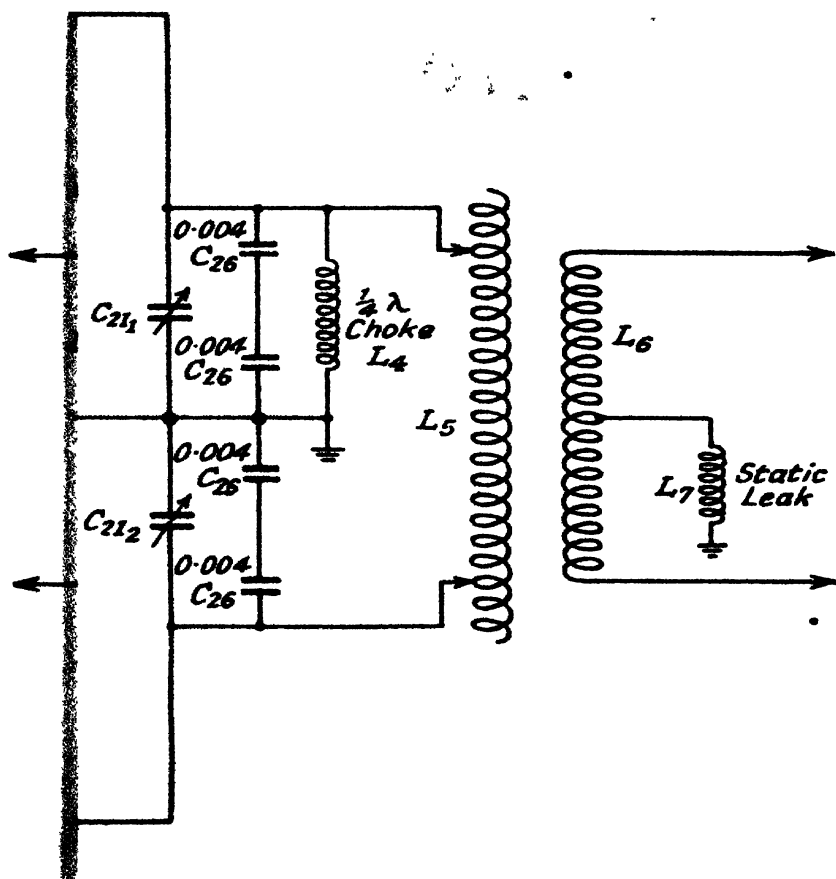 0.004
C26
C21₁
¼ λ
Choke
L4
0.004
C26
L5
L6
0.004
C26
L7
Static
Leak
C21₂
0.004
C26